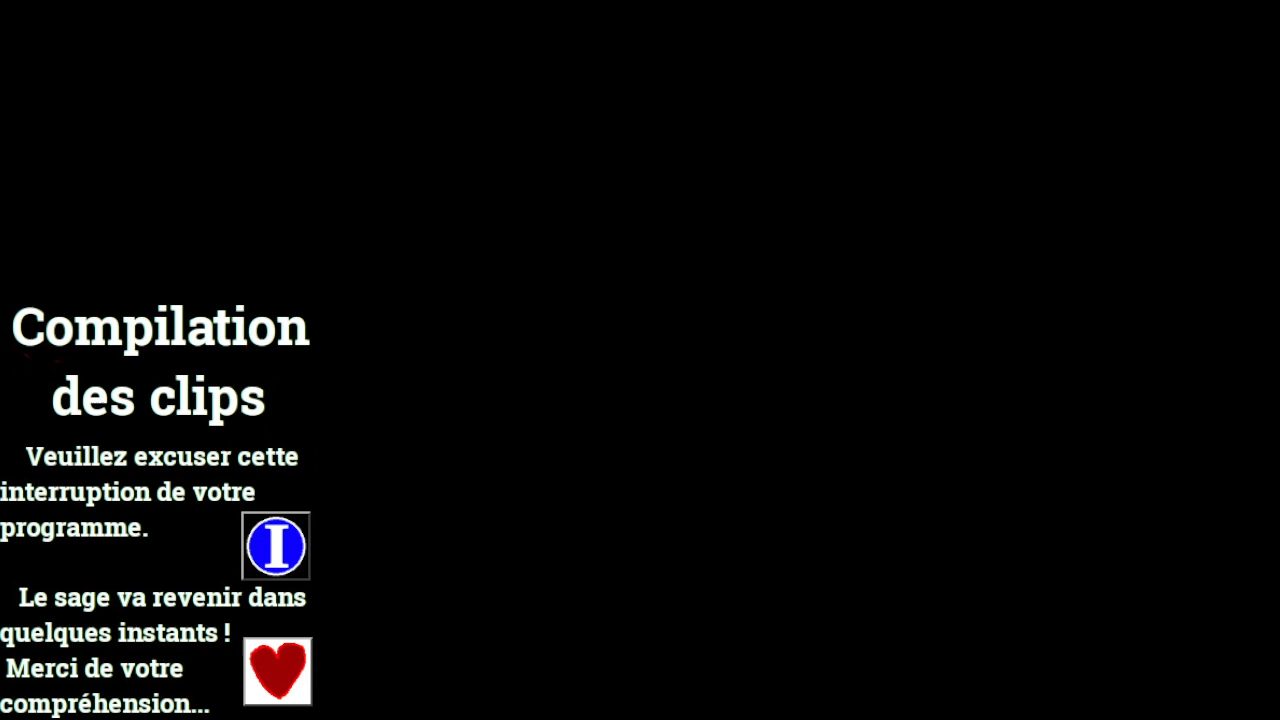 Compilation
des clips
Veuillez excuser cette
interruption de votre
programme.
I
Le sage va revenir dans
quelques instants !
Merci de votre
compréhension...